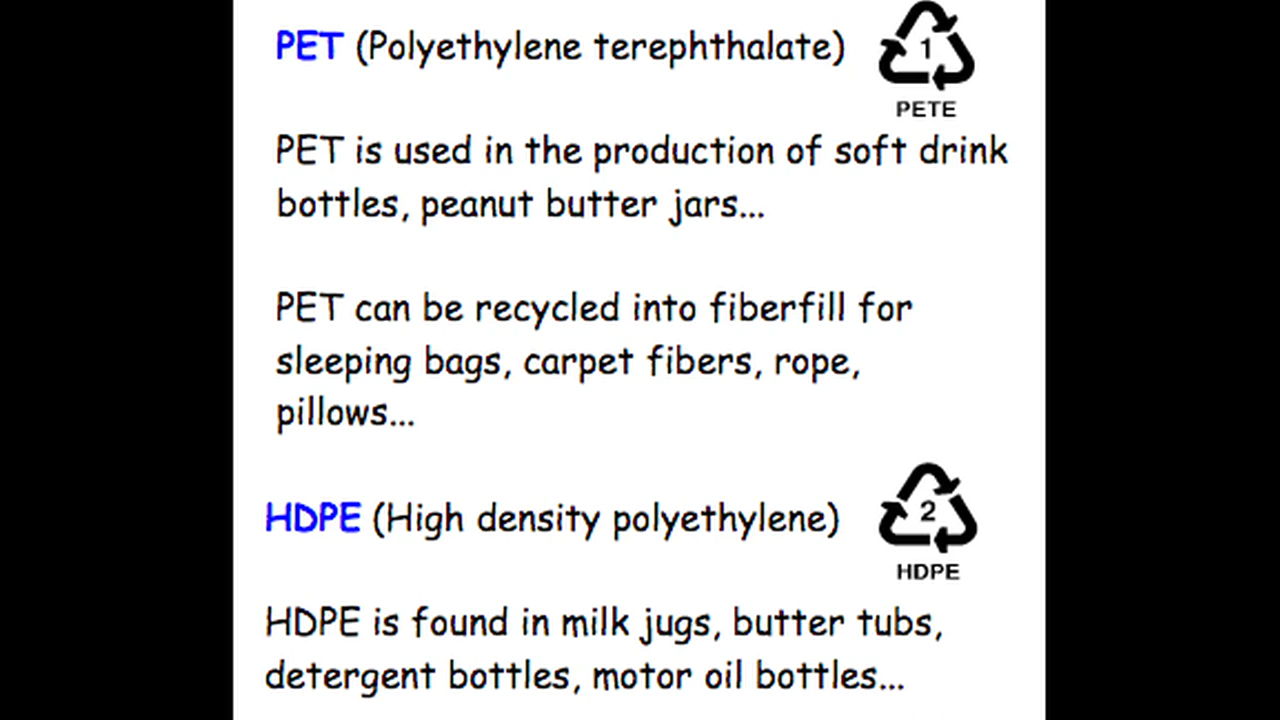 PET (Polyethylene terephthalate)
1
PETE
PET is used in the production of soft drink
bottles, peanut butter jars...
PET can be recycled into fiberfill for
sleeping bags, carpet fibers, rope,
pillows...
HDPE (High density polyethylene)
2
HDPE
HDPE is found in milk jugs, butter tubs,
detergent bottles, motor oil bottles...